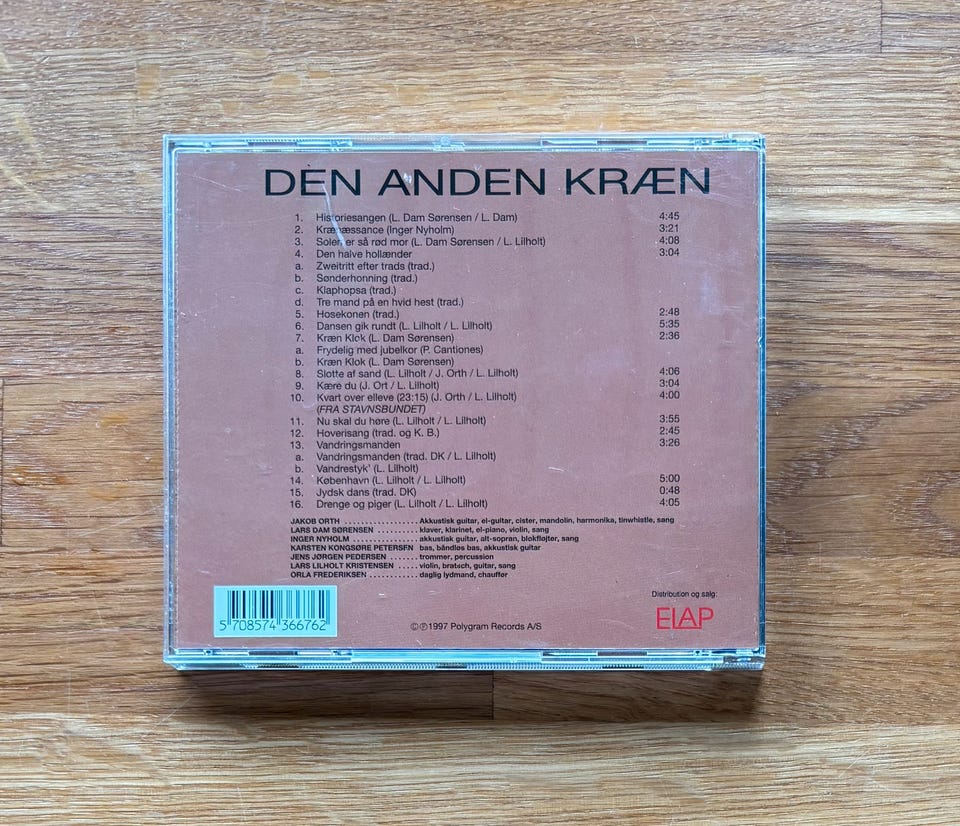 DEN ANDEN KRÆN
1. Historiesangen (L. Dam Sørensen / L. Dam) 4:45
2. Krænæssance (Inger Nyholm) 3:21
3. Solen er så rød mor (L. Dam Sørensen / L. Lilholt) 4:08
4. Den halve hollænder 3:04
a. Zweitritt efter trads (trad.)
b. Sønderhonning (trad.)
c. Klaphopsa (trad.)
d. Tre mand på en hvid hest (trad.)
5. Hosekonen (trad.) 2:48
6. Dansen gik rundt (L. Lilholt / L. Lilholt) 5:35
7. Kræn Klok (L. Dam Sørensen) 2:36
a. Frydelig med jubelkor (P. Cantiones)
b. Kræn Klok (L. Dam Sørensen)
8. Slotte af sand (L. Lilholt / J. Orth / L. Lilholt) 4:06
9. Kære du (J. Ort / L. Lilholt) 3:04
10. Kvart over elleve (23:15) (J. Orth / L. Lilholt) 4:00
(FRA STAVNSBUNDET)
11. Nu skal du høre (L. Lilholt / L. Lilholt) 3:55
12. Hoverisang (trad. og K. B.) 2:45
13. Vandringsmanden 3:26
a. Vandringsmanden (trad. DK / L. Lilholt)
b. Vandrestyk' (L. Lilholt)
14. København (L. Lilholt / L. Lilholt) 5:00
15. Jydsk dans (trad. DK) 0:48
16. Drenge og piger (L. Lilholt / L. Lilholt) 4:05
JAKOB ORTH .................. Akkustisk guitar, el-guitar, cister, mandolin, harmonika, tinwhistle, sang
LARS DAM SØRENSEN .......... klaver, klarinet, el-piano, violin, sang
INGER NYHOLM ................. akkustisk guitar, alt-sopran, blokfløjter, sang
KARSTEN KONGSØRE PETERSEN bas, båndløs bas, akkustisk guitar
JENS JØRGEN PEDERSEN ....... trommer, percussion
LARS LILHOLT KRISTENSEN ..... violin, bratsch, guitar, sang
ORLA FREDERIKSEN ............ daglig lydmand, chauffør
Distribution og salg:
ELAP
5 708574 366762
©℗1997 Polygram Records A/S